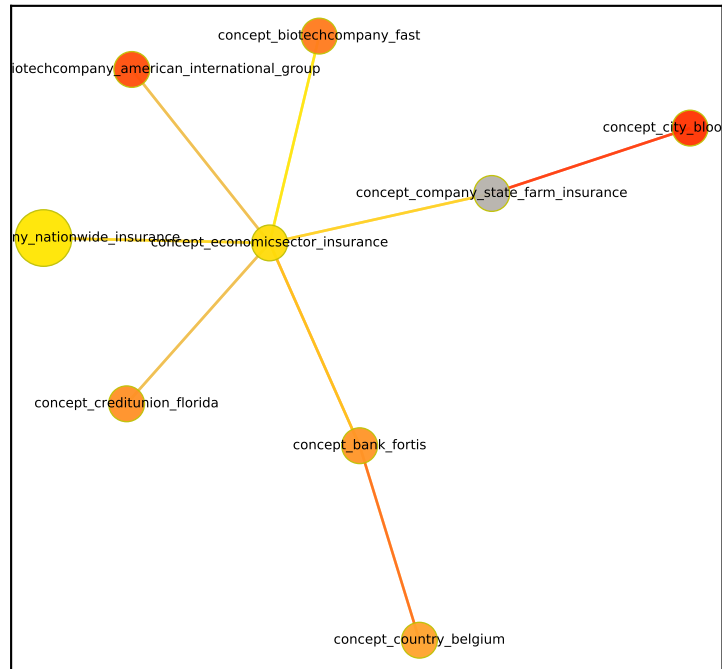 concept_biotechcompany_fast
iotechcompany_american_international_group
concept_city_bloo
concept_company_state_farm_insurance
ny_nationwide_insurance
concept_economicsector_insurance
concept_creditunion_florida
concept_bank_fortis
concept_country_belgium